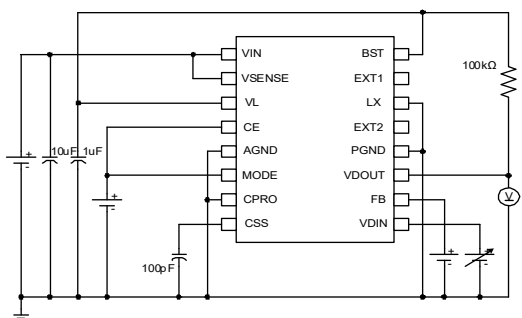 VIN BST
VSENSE EXT1 100kΩ
VL LX
CE EXT2
10uF 1uF AGND PGND
MODE VDOUT
CPRO FB
CSS VDIN
100pF
+ - + - + - + -
V